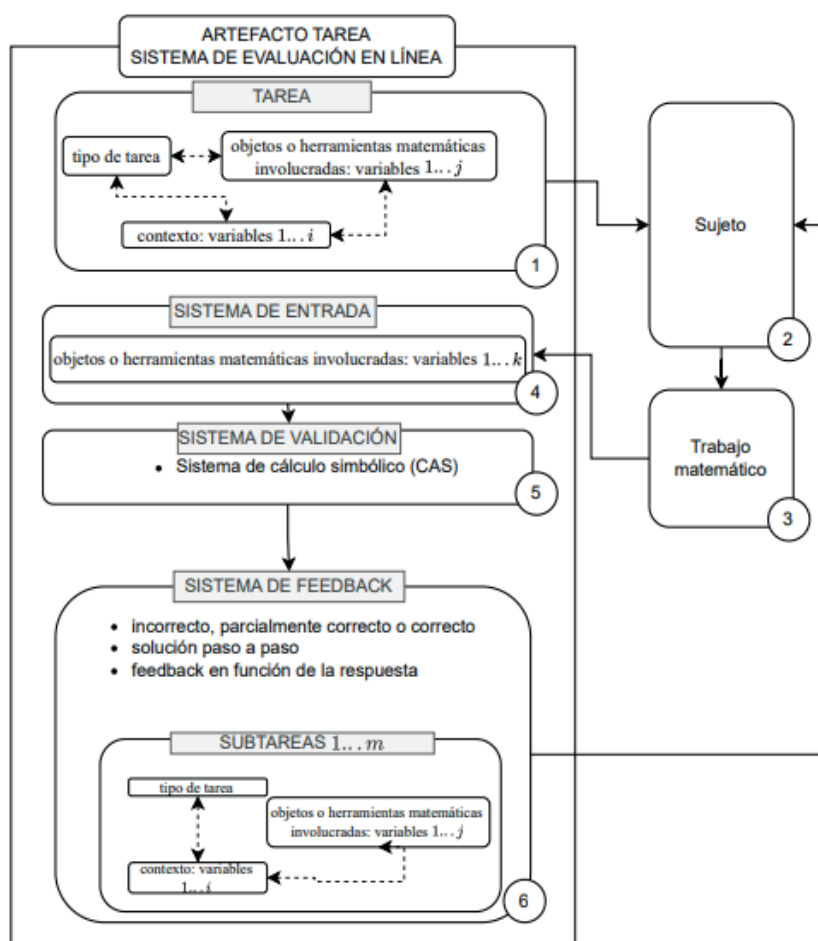 ARTEFACTO TAREA
SISTEMA DE EVALUACIÓN EN LÍNEA
TAREA
tipo de tarea
objetos o herramientas matemáticas
involucradas: variables 1...j
contexto: variables 1...i
1
Sujeto
2
SISTEMA DE ENTRADA
objetos o herramientas matemáticas involucradas: variables 1...k
4
Trabajo
matemático
3
SISTEMA DE VALIDACIÓN
• Sistema de cálculo simbólico (CAS)
5
SISTEMA DE FEEDBACK
• incorrecto, parcialmente correcto o correcto
• solución paso a paso
• feedback en función de la respuesta
SUBTAREAS 1...m
tipo de tarea
objetos o herramientas matemáticas
involucradas: variables 1...j
contexto: variables
1...i
6